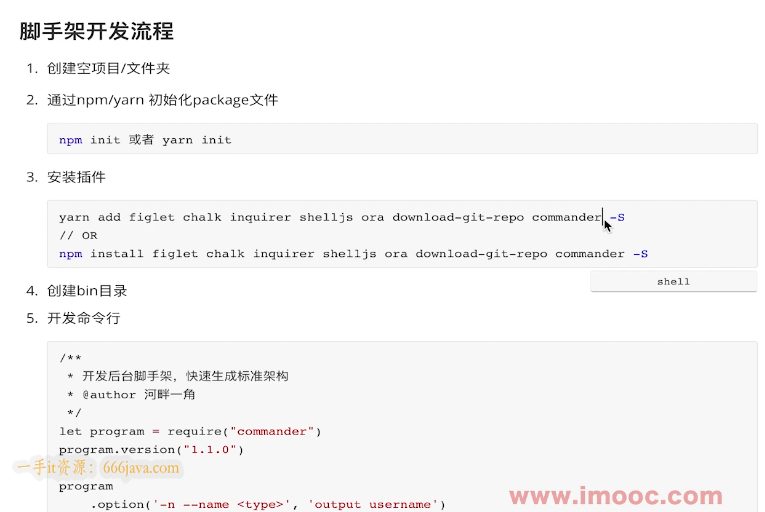 脚手架开发流程
1. 创建空项目/文件夹
2. 通过npm/yarn 初始化package文件
npm init 或者 yarn init
3. 安装插件
yarn add figlet chalk inquirer shelljs ora download-git-repo commander -S
// OR
npm install figlet chalk inquirer shelljs ora download-git-repo commander -S
shell
4. 创建bin目录
5. 开发命令行
/**
 * 开发后台脚手架，快速生成标准架构
 * @author 河畔一角
 */
let program = require("commander")
program.version("1.1.0")
一手it资源：666java.com
program
    .option('-n --name <type>', 'output username')
www.imooc.com